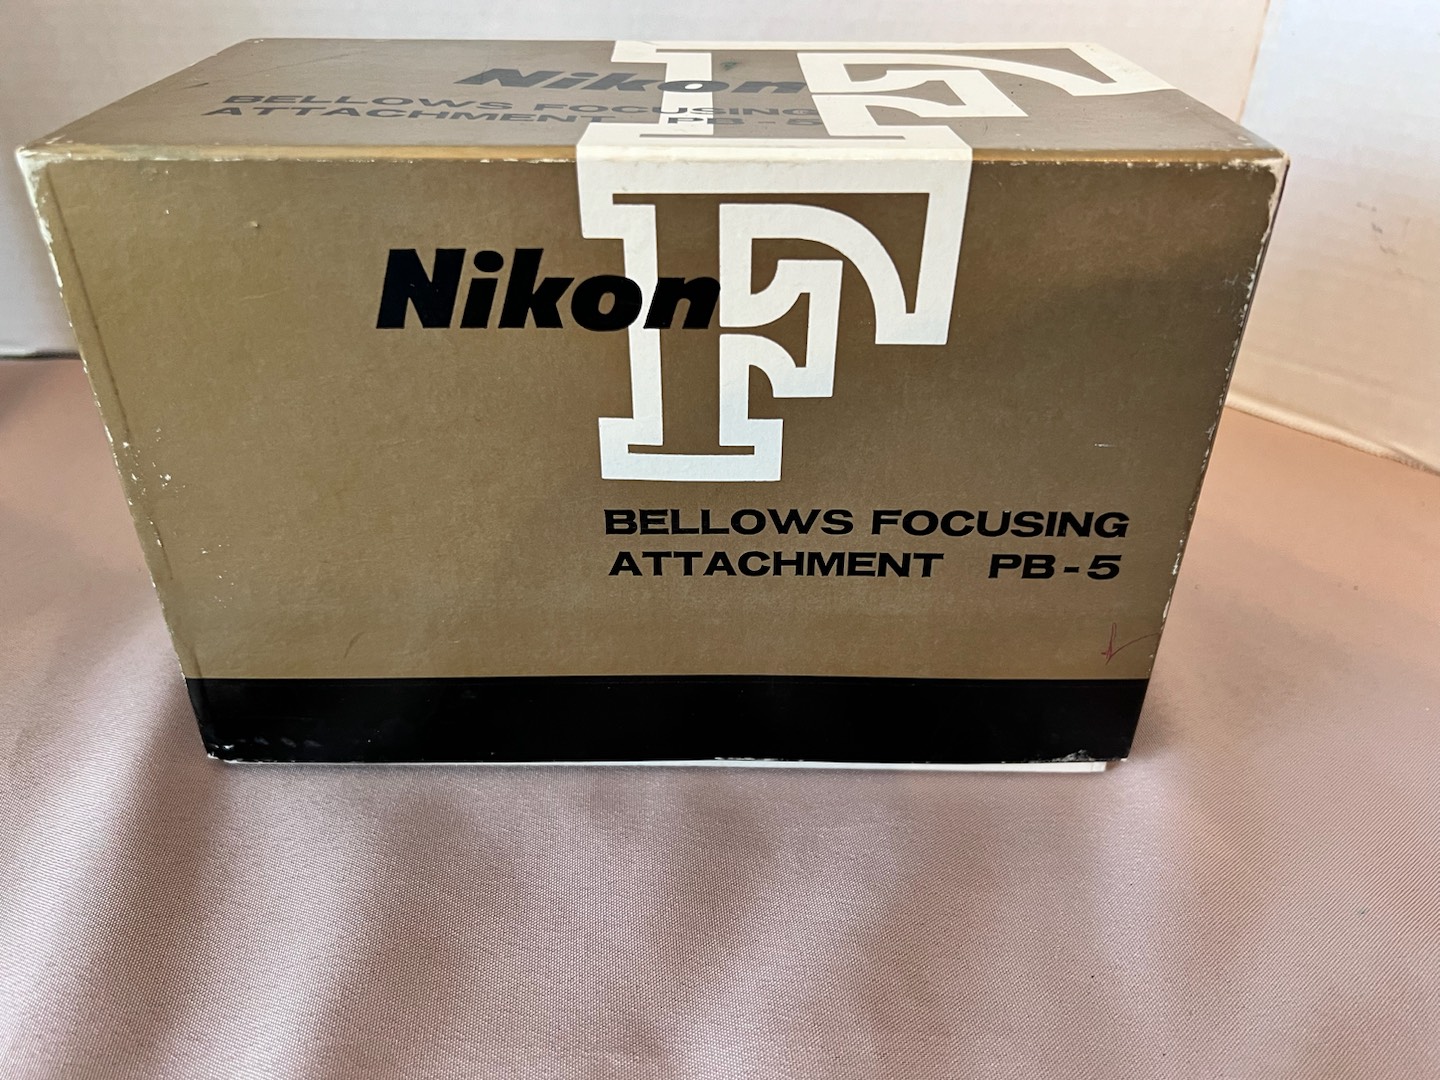 Nikon F
BELLOWS FOCUSING
ATTACHMENT PB-5
Nikon F
BELLOWS FOCUSING
ATTACHMENT PB-5